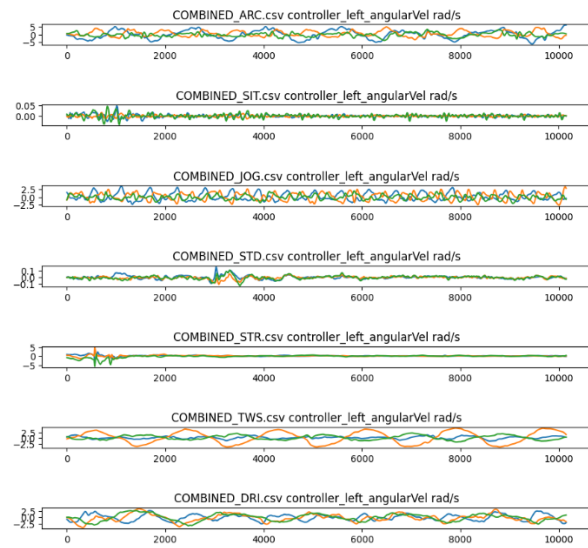 COMBINED_ARC.csv controller_left_angularVel rad/s
5
0
−5
0 2000 4000 6000 8000 10000
COMBINED_SIT.csv controller_left_angularVel rad/s
0.05
0.00
0 2000 4000 6000 8000 10000
COMBINED_JOG.csv controller_left_angularVel rad/s
2.5
0.0
−2.5
0 2000 4000 6000 8000 10000
COMBINED_STD.csv controller_left_angularVel rad/s
0.1
0.0
−0.1
0 2000 4000 6000 8000 10000
COMBINED_STR.csv controller_left_angularVel rad/s
5
0
−5
0 2000 4000 6000 8000 10000
COMBINED_TWS.csv controller_left_angularVel rad/s
2.5
0.0
−2.5
0 2000 4000 6000 8000 10000
COMBINED_DRI.csv controller_left_angularVel rad/s
2.5
0.0
−2.5
0 2000 4000 6000 8000 10000